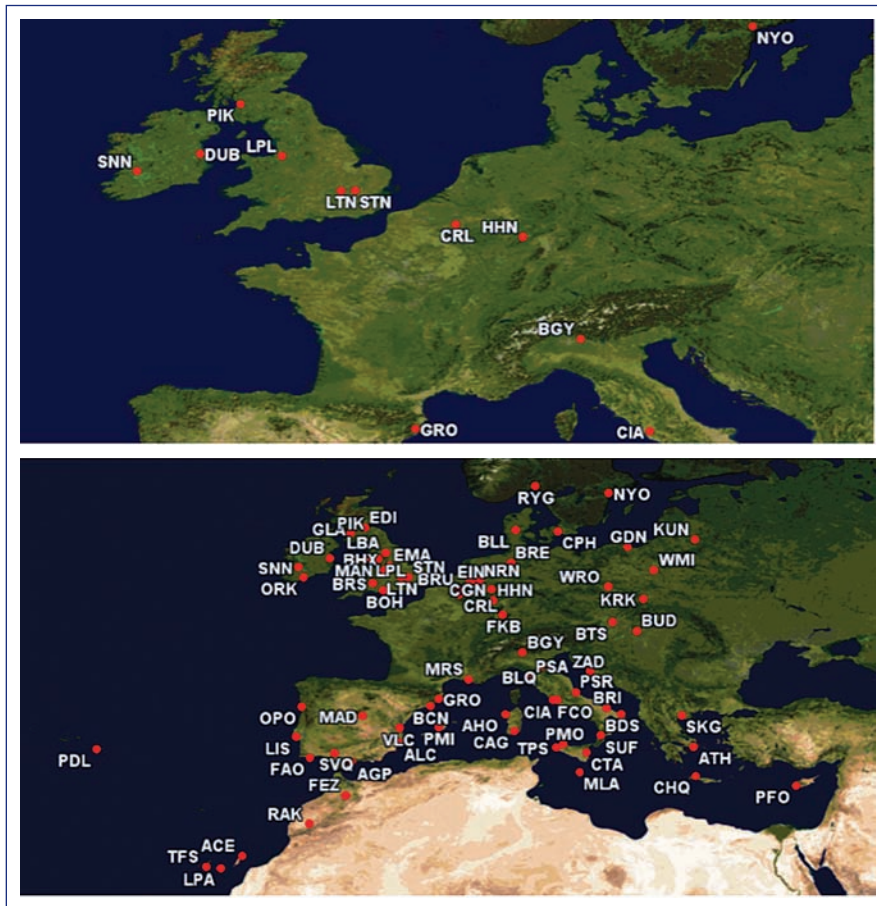 NYO
PIK
SNN
DUB
LPL
LTN STN
CRL
HHN
BGY
GRO
CIA
RYG
NYO
GLA
PIK
EDI
BLL
CPH
GDN
KUN
DUB
LBA
BHX
EMA
BRE
SNN
MAN
LPL
STN
EIN
NRN
WMI
ORK
BRS
LTN
BRU
CGN
HHN
WRO
KRK
BOH
CRL
FKB
BTS
BUD
BGY
MRS
BLQ
PSA
ZAD
PSR
OPO
MAD
GRO
BCN
AHO
CIA
FCO
BRI
BDS
SKG
LIS
VLC
PMI
CAG
PMO
SUF
PDL
FAO
SVQ
ALC
TPS
CTA
ATH
FEZ
AGP
MLA
CHQ
PFO
RAK
ACE
TFS
LPA